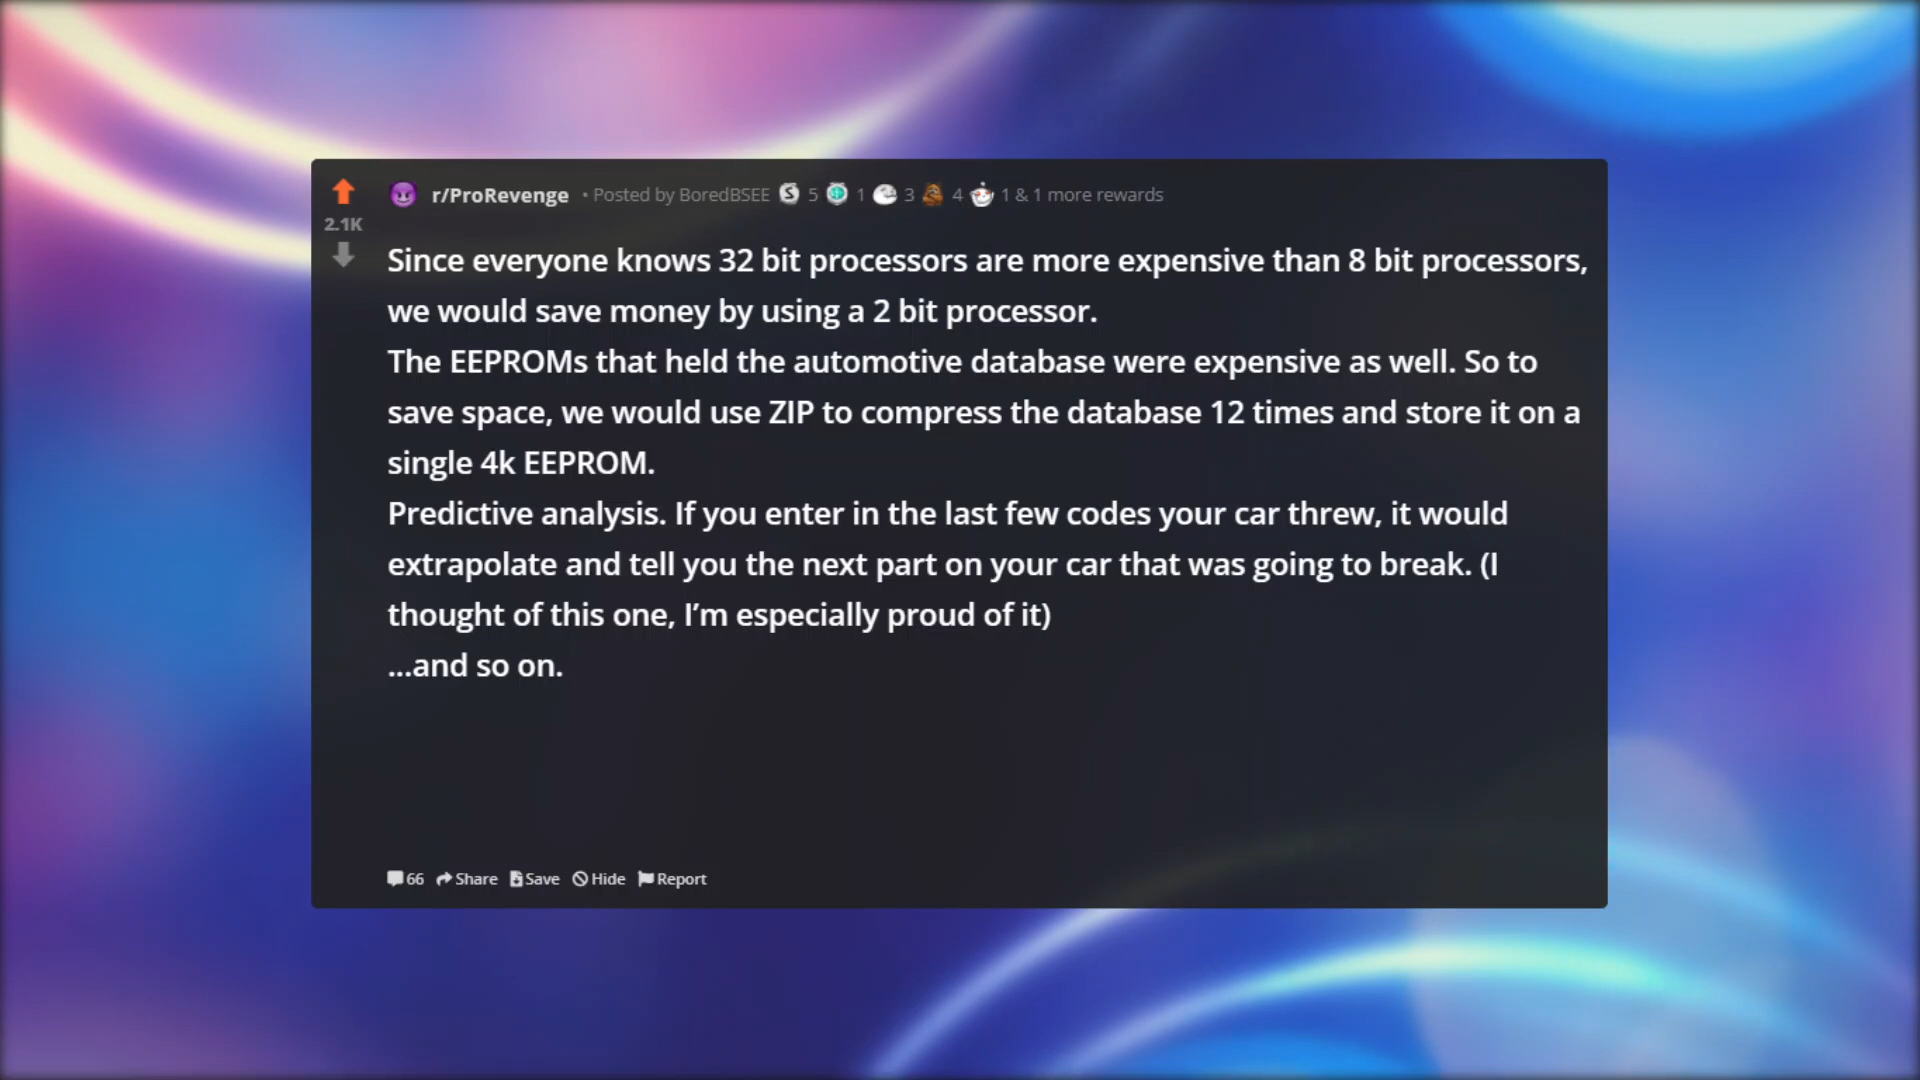 r/ProRevenge • Posted by BoredBSEE 5 1 3 4 1 & 1 more rewards
2.1K
Since everyone knows 32 bit processors are more expensive than 8 bit processors,
we would save money by using a 2 bit processor.
The EEPROMs that held the automotive database were expensive as well. So to
save space, we would use ZIP to compress the database 12 times and store it on a
single 4k EEPROM.
Predictive analysis. If you enter in the last few codes your car threw, it would
extrapolate and tell you the next part on your car that was going to break. (I
thought of this one, I’m especially proud of it)
...and so on.
66 Share Save Hide Report